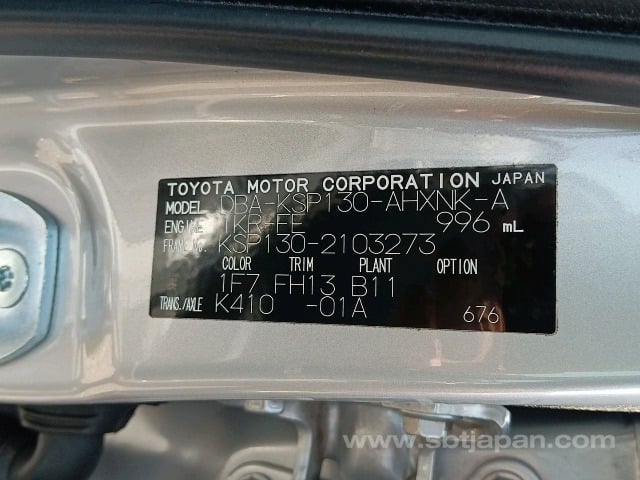 TOYOTA MOTOR CORPORATION JAPAN
MODEL DBA-KSP130-AHXNK-A
ENGINE 1KR-FE 996 mL
FRAME NO. KSP130-2103273
COLOR TRIM PLANT OPTION
1F7 FH13 B11
TRANS./AXLE K410 -01A 676
www.sbtjapan.com